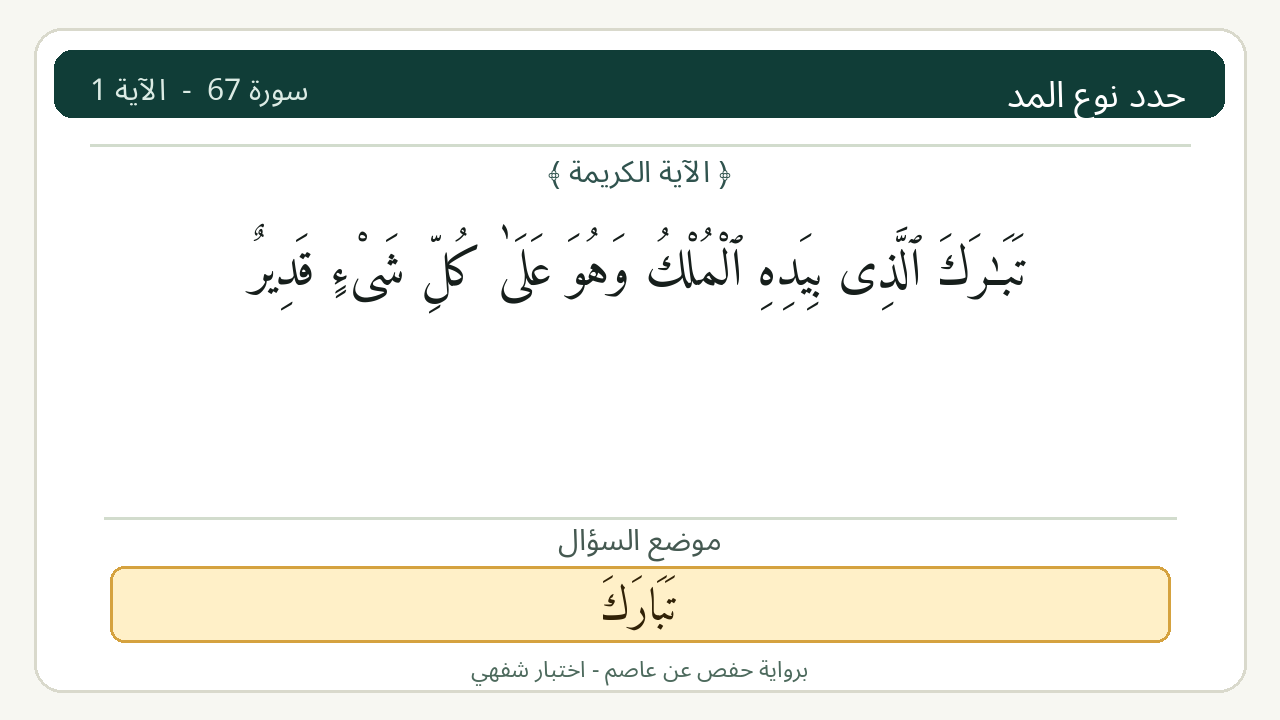 حدد نوع المد
سورة 67 - الآية 1
﴿ الآية الكريمة ﴾
تَبَـٰرَكَ ٱلَّذِى بِيَدِهِ ٱلْمُلْكُ وَهُوَ عَلَىٰ كُلِّ شَىْءٍ قَدِيرٌ
موضع السؤال
تَبَارَكَ
برواية حفص عن عاصم - اختبار شفهي